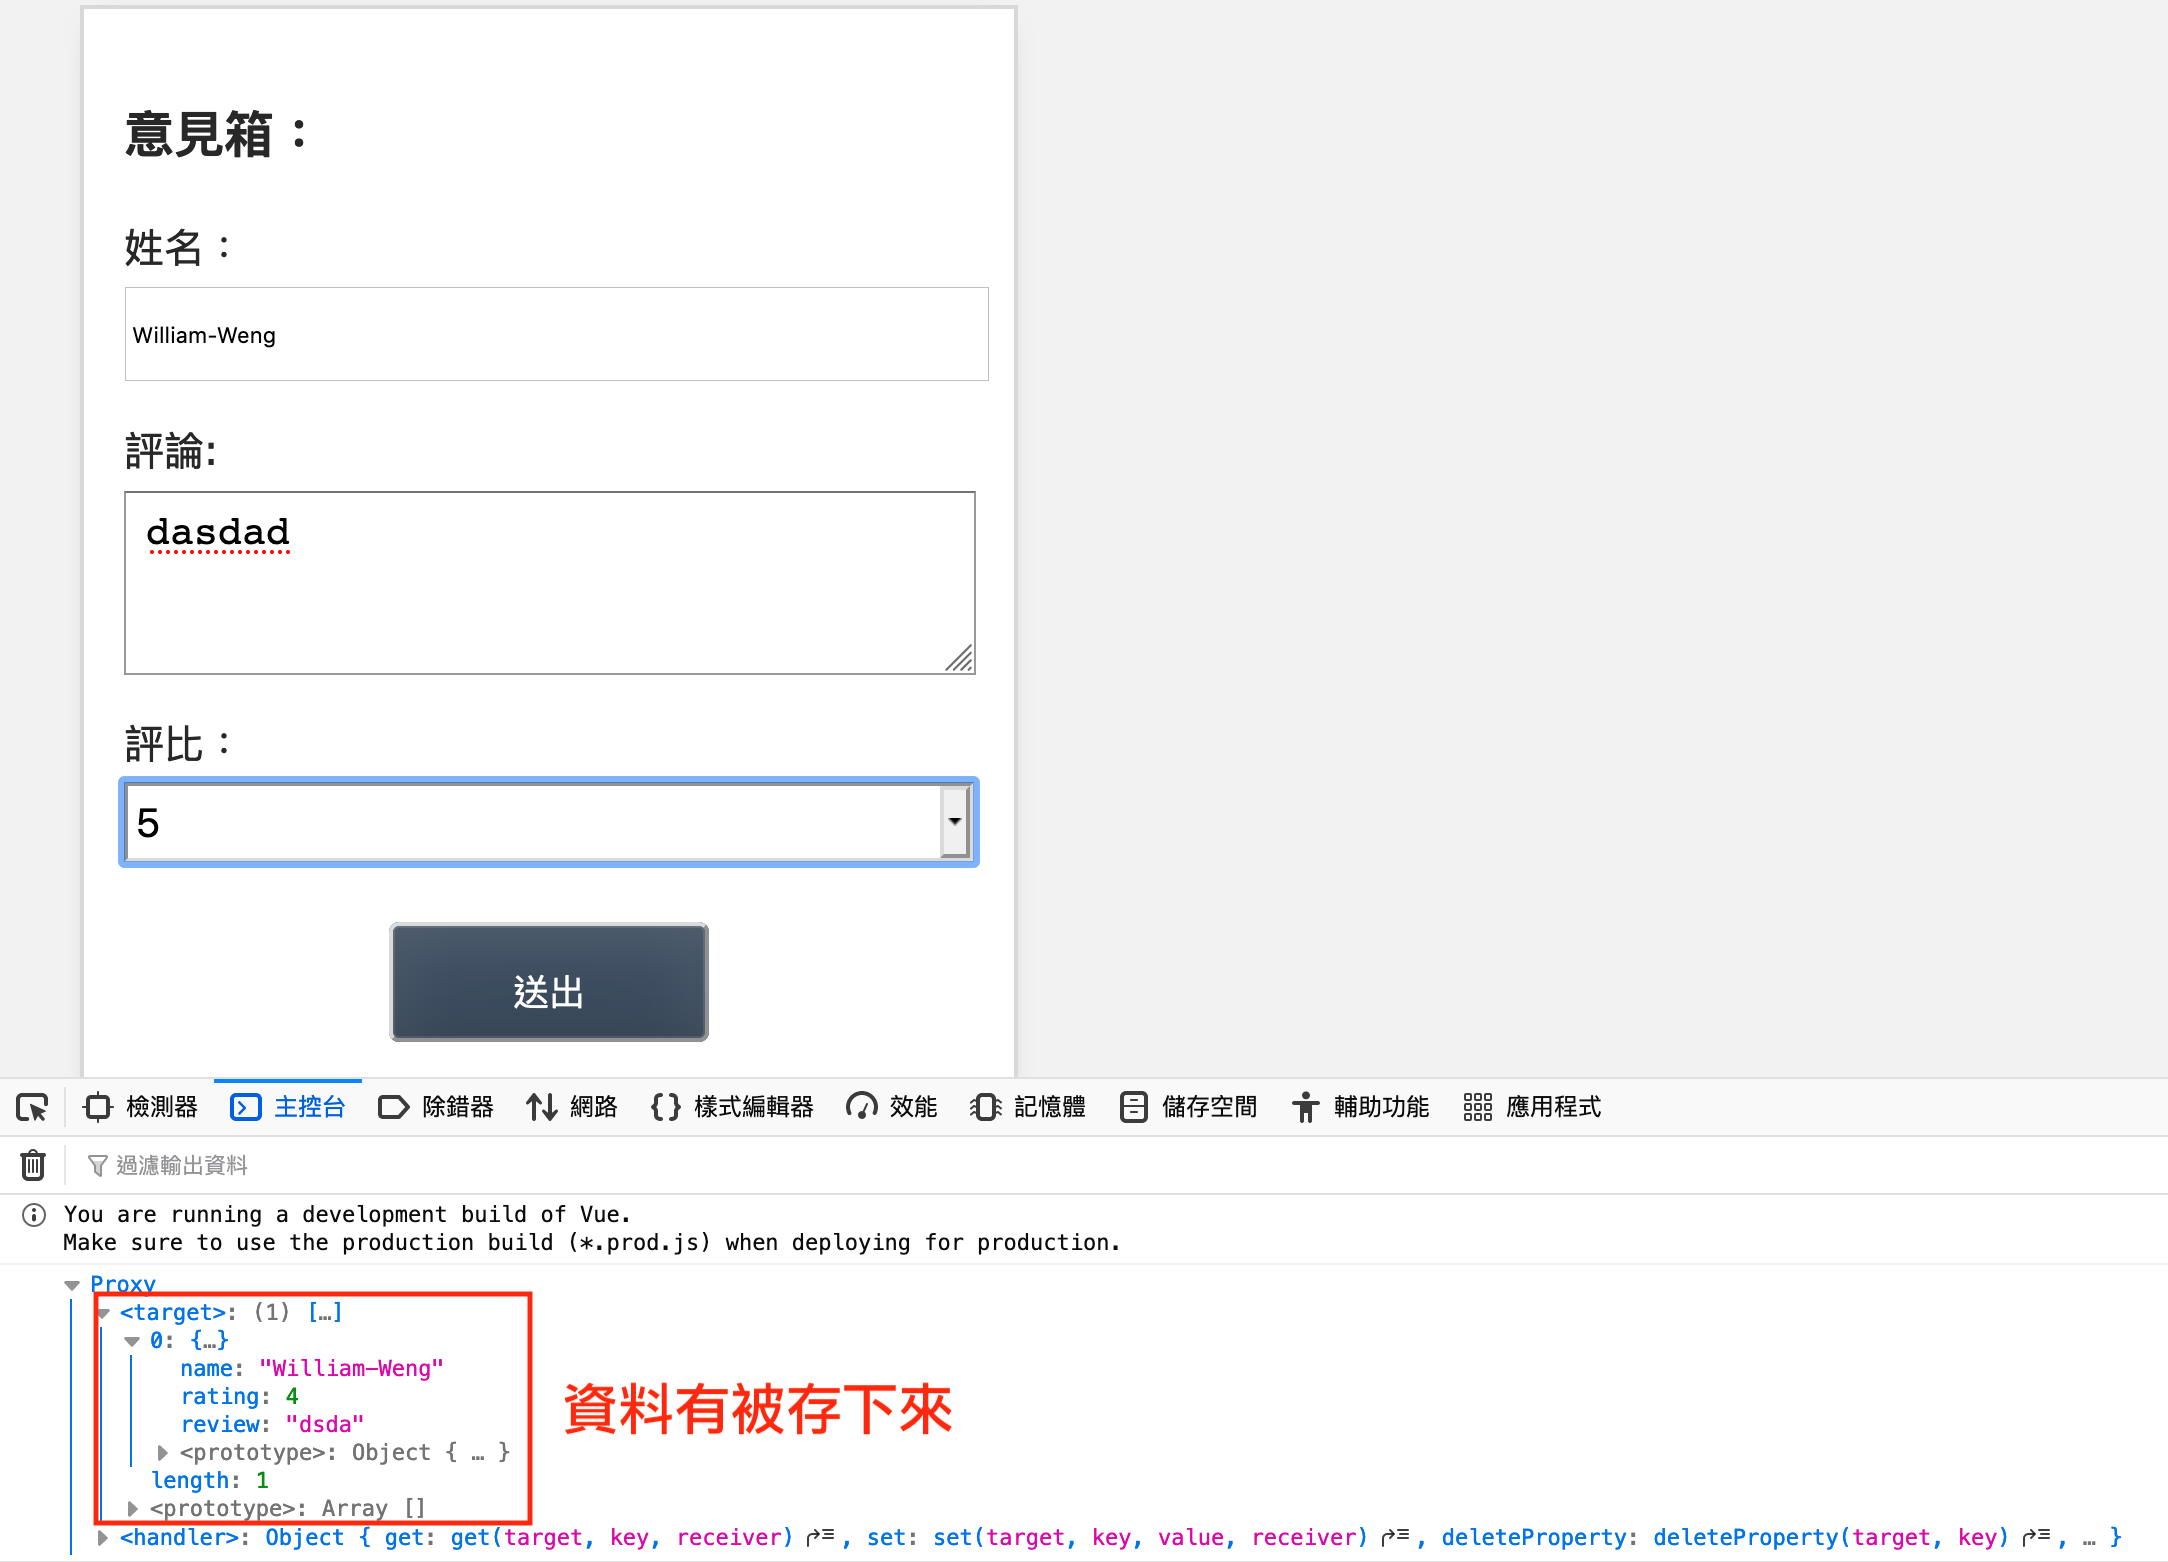 意見箱：
姓名：
William-Weng
評論:
dasdad
評比：
5
送出
檢測器 主控台 除錯器 網路 樣式編輯器 效能 記憶體 儲存空間 輔助功能 應用程式
過濾輸出資料
You are running a development build of Vue.
Make sure to use the production build (*.prod.js) when deploying for production.
Proxy
<target>: (1) […]
0: {…}
name: "William-Weng"
rating: 4
review: "dsda"
<prototype>: Object { … }
length: 1
<prototype>: Array []
資料有被存下來
<handler>: Object { get: get(target, key, receiver), set: set(target, key, value, receiver), deleteProperty: deleteProperty(target, key), … }